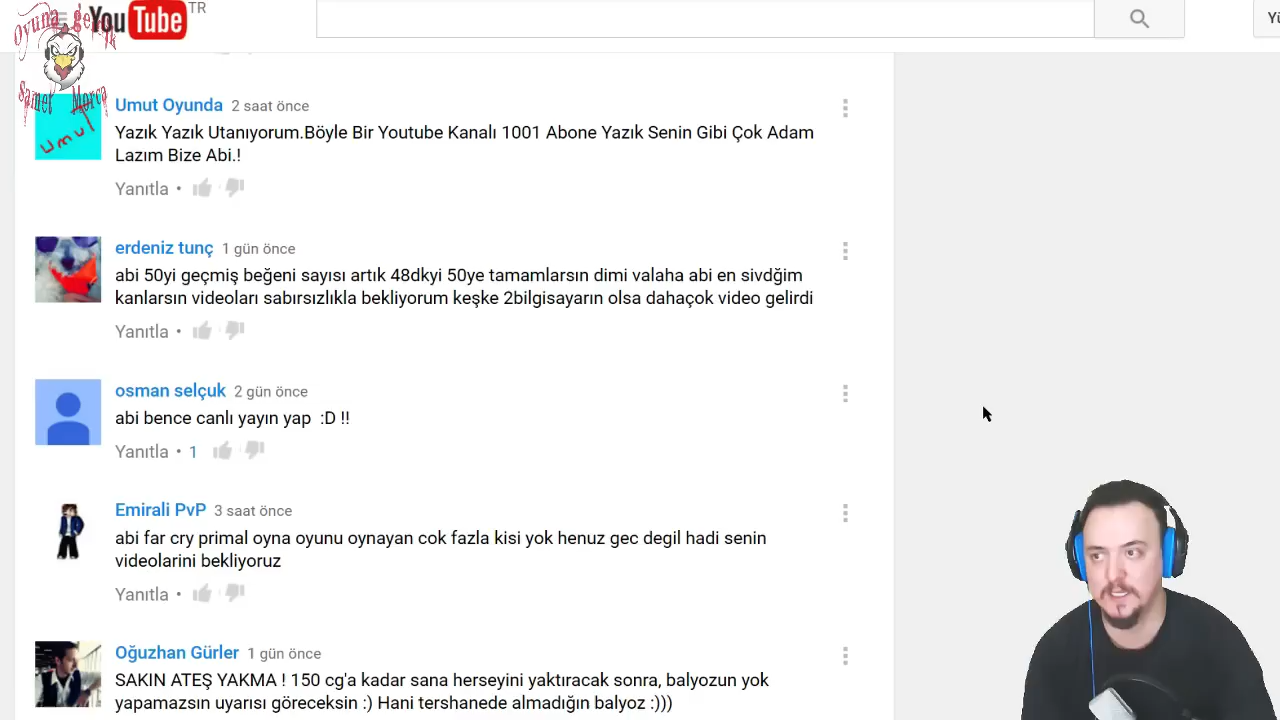 YouTube TR
Yü
oyuna gerek
Samet Morca
umut
Umut Oyunda 2 saat önce
Yazık Yazık Utanıyorum.Böyle Bir Youtube Kanalı 1001 Abone Yazık Senin Gibi Çok Adam
Lazım Bize Abi.!
Yanıtla •
erdeniz tunç 1 gün önce
abi 50yi geçmiş beğeni sayısı artık 48dkyi 50ye tamamlarsın dimi valaha abi en sivdğim
kanlarsın videoları sabırsızlıkla bekliyorum keşke 2bilgisayarın olsa dahaçok video gelirdi
Yanıtla •
osman selçuk 2 gün önce
abi bence canlı yayın yap :D !!
Yanıtla • 1
Emirali PvP 3 saat önce
abi far cry primal oyna oyunu oynayan cok fazla kisi yok henuz gec degil hadi senin
videolarini bekliyoruz
Yanıtla •
Oğuzhan Gürler 1 gün önce
SAKIN ATEŞ YAKMA ! 150 cg'a kadar sana herseyini yaktıracak sonra, balyozun yok
yapamazsın uyarısı göreceksin :) Hani tershanede almadığın balyoz :)))